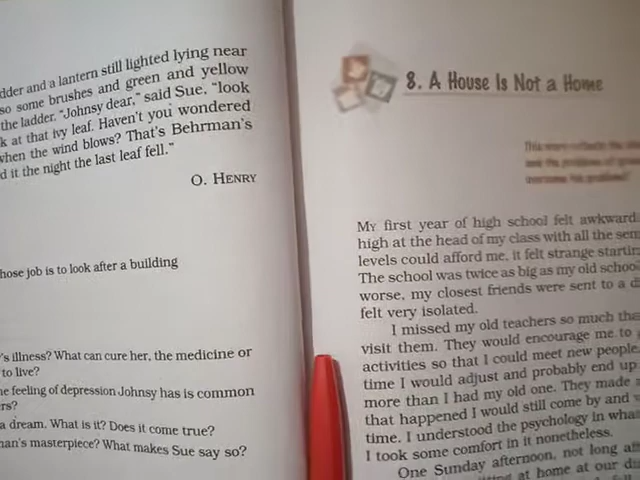 dder and a lantern still lighted lying near
so some brushes and green and yellow
the ladder. "Johnsy dear," said Sue, "look
k at that ivy leaf. Haven't you wondered
when the wind blows? That's Behrman's
d it the night the last leaf fell."
O. HENRY
hose job is to look after a building
's illness? What can cure her, the medicine or
to live?
e feeling of depression Johnsy has is common
rs?
a dream. What is it? Does it come true?
man's masterpiece? What makes Sue say so?
8. A House Is Not a Home
This story
and the problems of
My first year of high school felt awkward
high at the head of my class with all the sen
levels could afford me, it felt strange startin
The school was twice as big as my old schoo
worse, my closest friends were sent to a d
felt very isolated.
I missed my old teachers so much tha
visit them. They would encourage me to
activities so that I could meet new people.
time I would adjust and probably end up
more than I had my old one. They made
that happened I would still come by and v
time. I understood the psychology in wha
I took some comfort in it nonetheless.
One Sunday afternoon, not long aft
at home at our di